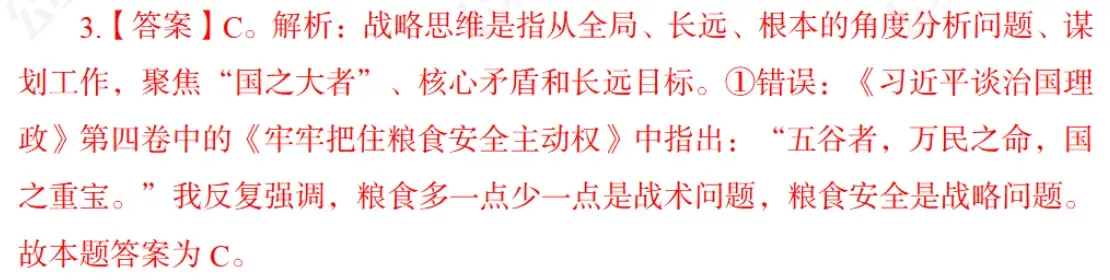 3.【答案】C。解析：战略思维是指从全局、长远、根本的角度分析问题、谋
划工作，聚焦“国之大者”、核心矛盾和长远目标。①错误：《习近平谈治国理
政》第四卷中的《牢牢把住粮食安全主动权》中指出：“五谷者，万民之命，国
之重宝。”我反复强调，粮食多一点少一点是战术问题，粮食安全是战略问题。
故本题答案为 C。